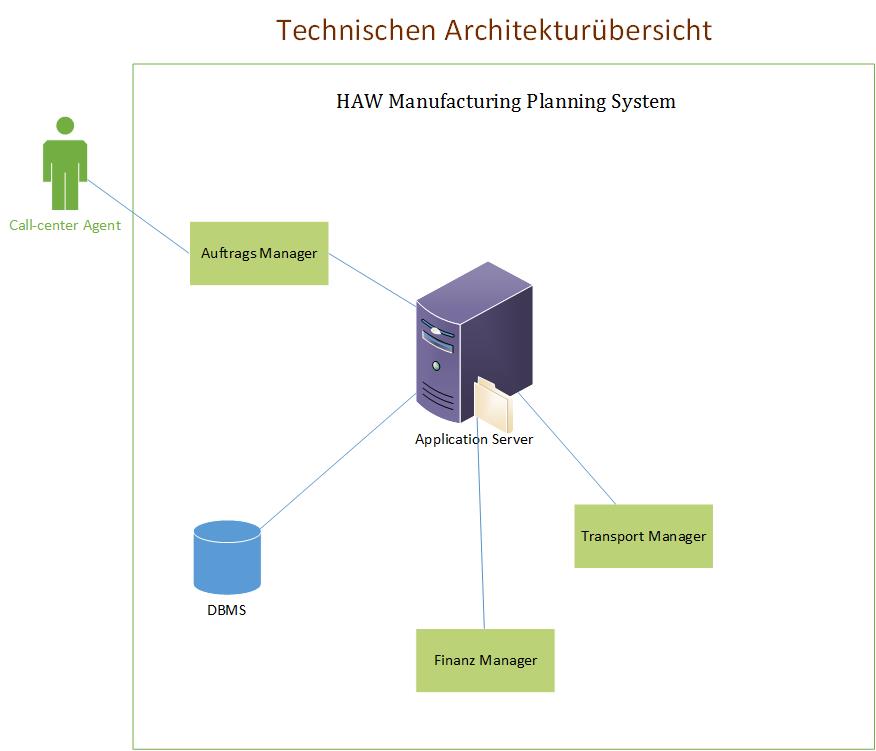 Technischen Architekturübersicht
HAW Manufacturing Planning System
Call-center Agent
Auftrags Manager
Application Server
Transport Manager
DBMS
Finanz Manager